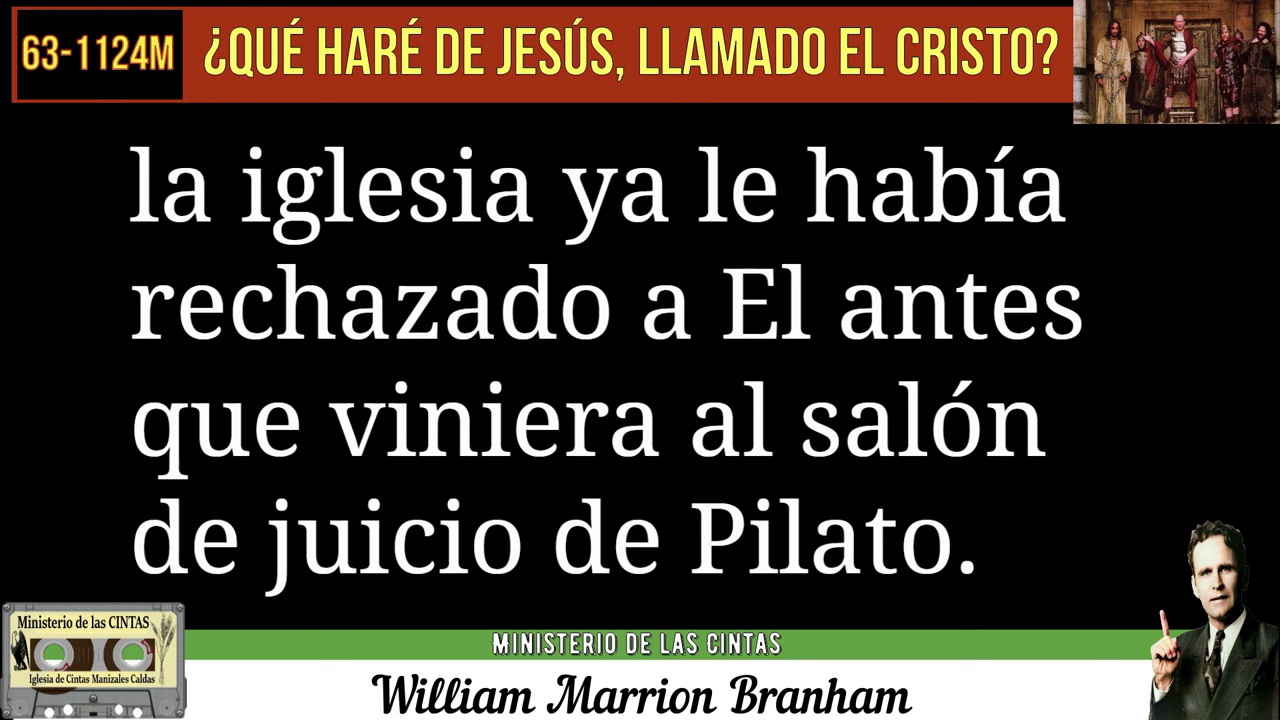 63-1124M
¿QUÉ HARÉ DE JESÚS, LLAMADO EL CRISTO?
la iglesia ya le había
rechazado a El antes
que viniera al salón
de juicio de Pilato.
Ministerio de las CINTAS
Iglesia de Cintas Manizales Caldas
MINISTERIO DE LAS CINTAS
William Marrion Branham